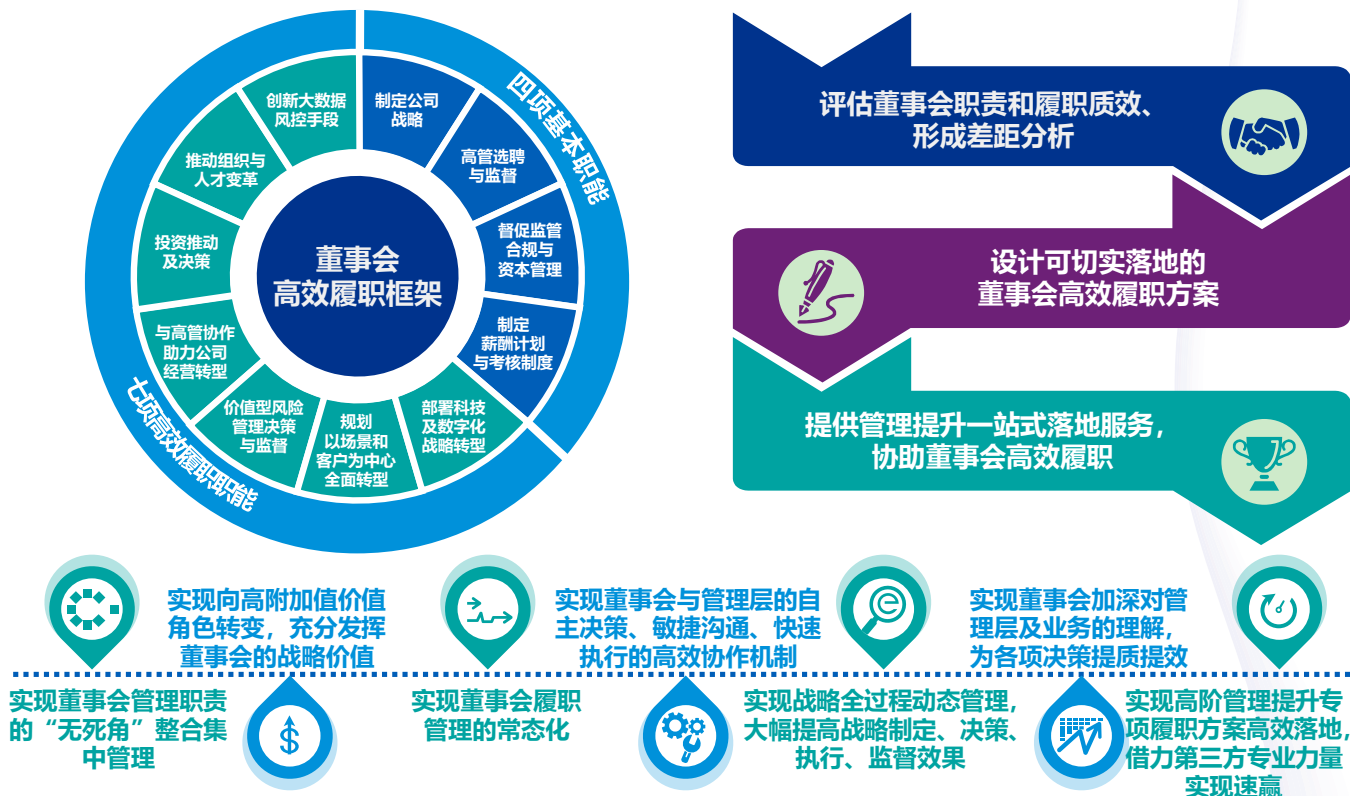 董事会
高效履职框架
四项基本职能
制定公司
战略
高管选聘
与监督
督促监管
合规与
资本管理
制定
薪酬计划
与考核制度
七项高效履职职能
部署科技
及数字化
战略转型
规划
以场景和
客户为中心
全面转型
价值型风险
管理决策
与监督
与高管协作
助力公司
经营转型
投资推动
及决策
推动组织与
人才变革
创新大数据
风控手段
评估董事会职责和履职质效、
形成差距分析
设计可切实落地的
董事会高效履职方案
提供管理提升一站式落地服务，
协助董事会高效履职
实现董事会管理职责
的“无死角”整合集
中管理
实现向高附加值价值
角色转变，充分发挥
董事会的战略价值
实现董事会履职
管理的常态化
实现董事会与管理层的自
主决策、敏捷沟通、快速
执行的高效协作机制
实现战略全过程动态管理，
大幅提高战略制定、决策、
执行、监督效果
实现董事会加深对管
理层及业务的理解，
为各项决策提质提效
实现高阶管理提升专
项履职方案高效落地，
借力第三方专业力量
实现速赢